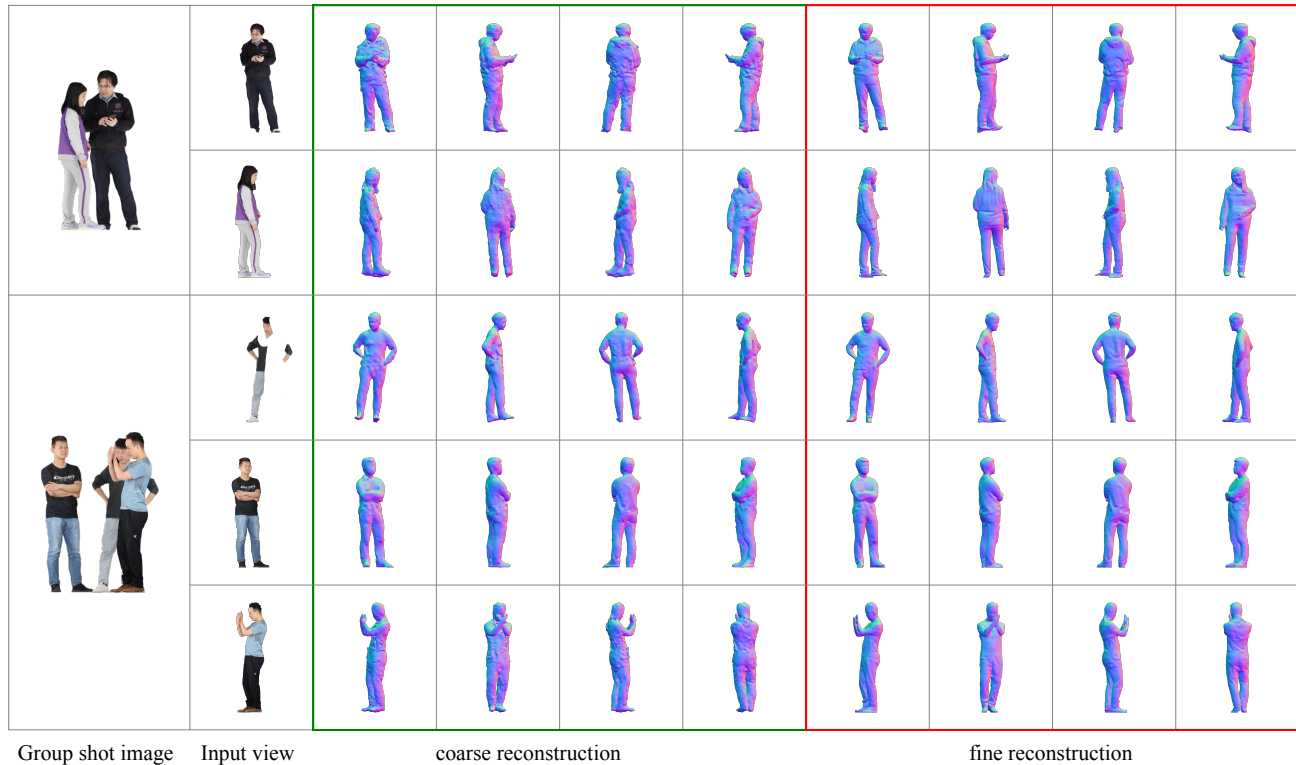 Group shot image
Input view
coarse reconstruction
fine reconstruction